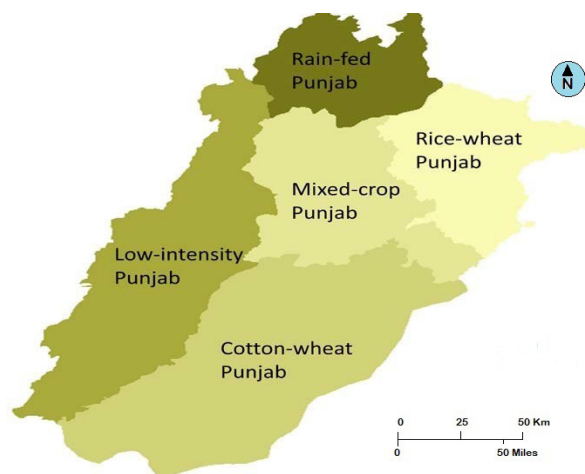 Rain-fed
Punjab
N
Rice-wheat
Punjab
Mixed-crop
Punjab
Low-intensity
Punjab
Cotton-wheat
Punjab
0 25 50 Km
0 50 Miles